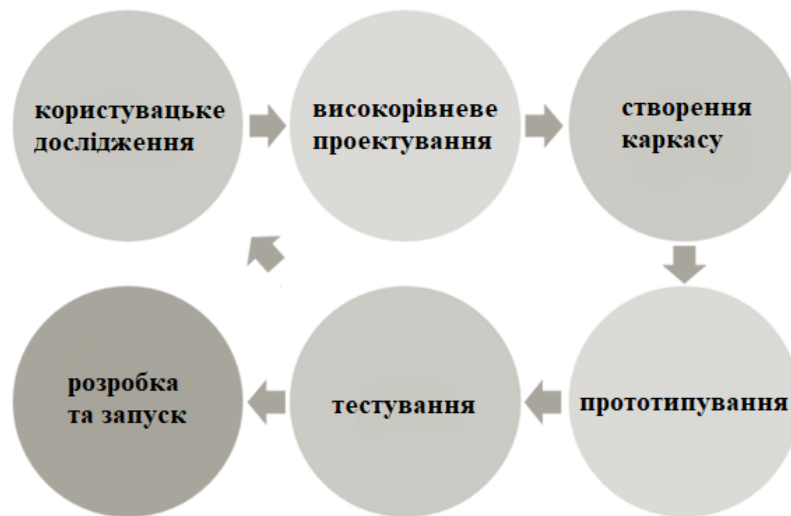 користувацьке
дослідження
високорівневе
проектування
створення
каркасу
розробка
та запуск
тестування
прототипування